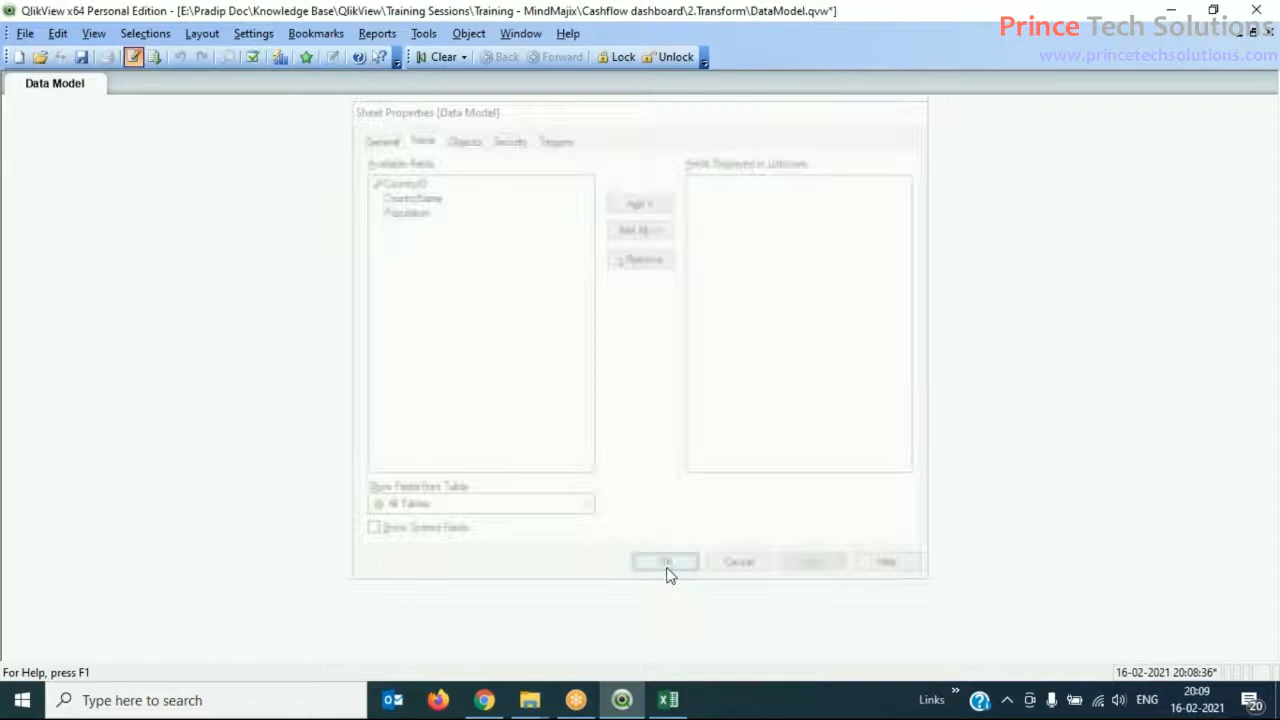 QlikView x64 Personal Edition - [E:\Pradip Doc\Knowledge Base\QlikView\Training Sessions\Training - MindMajix\Cashflow dashboard\2.Transform\DataModel.qvw*]
Prince Tech Solutions
www.princetechsolutions.com
File Edit View Selections Layout Settings Bookmarks Reports Tools Object Window Help
Clear Back Forward Lock Unlock
Data Model
Sheet Properties [Data Model]
General Fields Objects Security Triggers
Available Fields
Fields Displayed in Listboxes
CountryID
CountryName
Population
Add >
Add All >>
< Remove
Show Fields from Table
All Tables
Show System Fields
OK Cancel Help
For Help, press F1
16-02-2021 20:08:36*
Type here to search
Links
ENG
20:09
16-02-2021
20